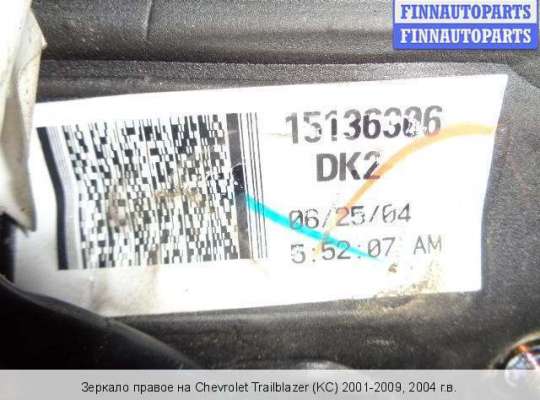 FINNAUTOPARTS
FINNAUTOPARTS
15136306
DK2
06/25/04
5:52:07 AM
Зеркало правое на Chevrolet Trailblazer (KC) 2001-2009, 2004 г.в.